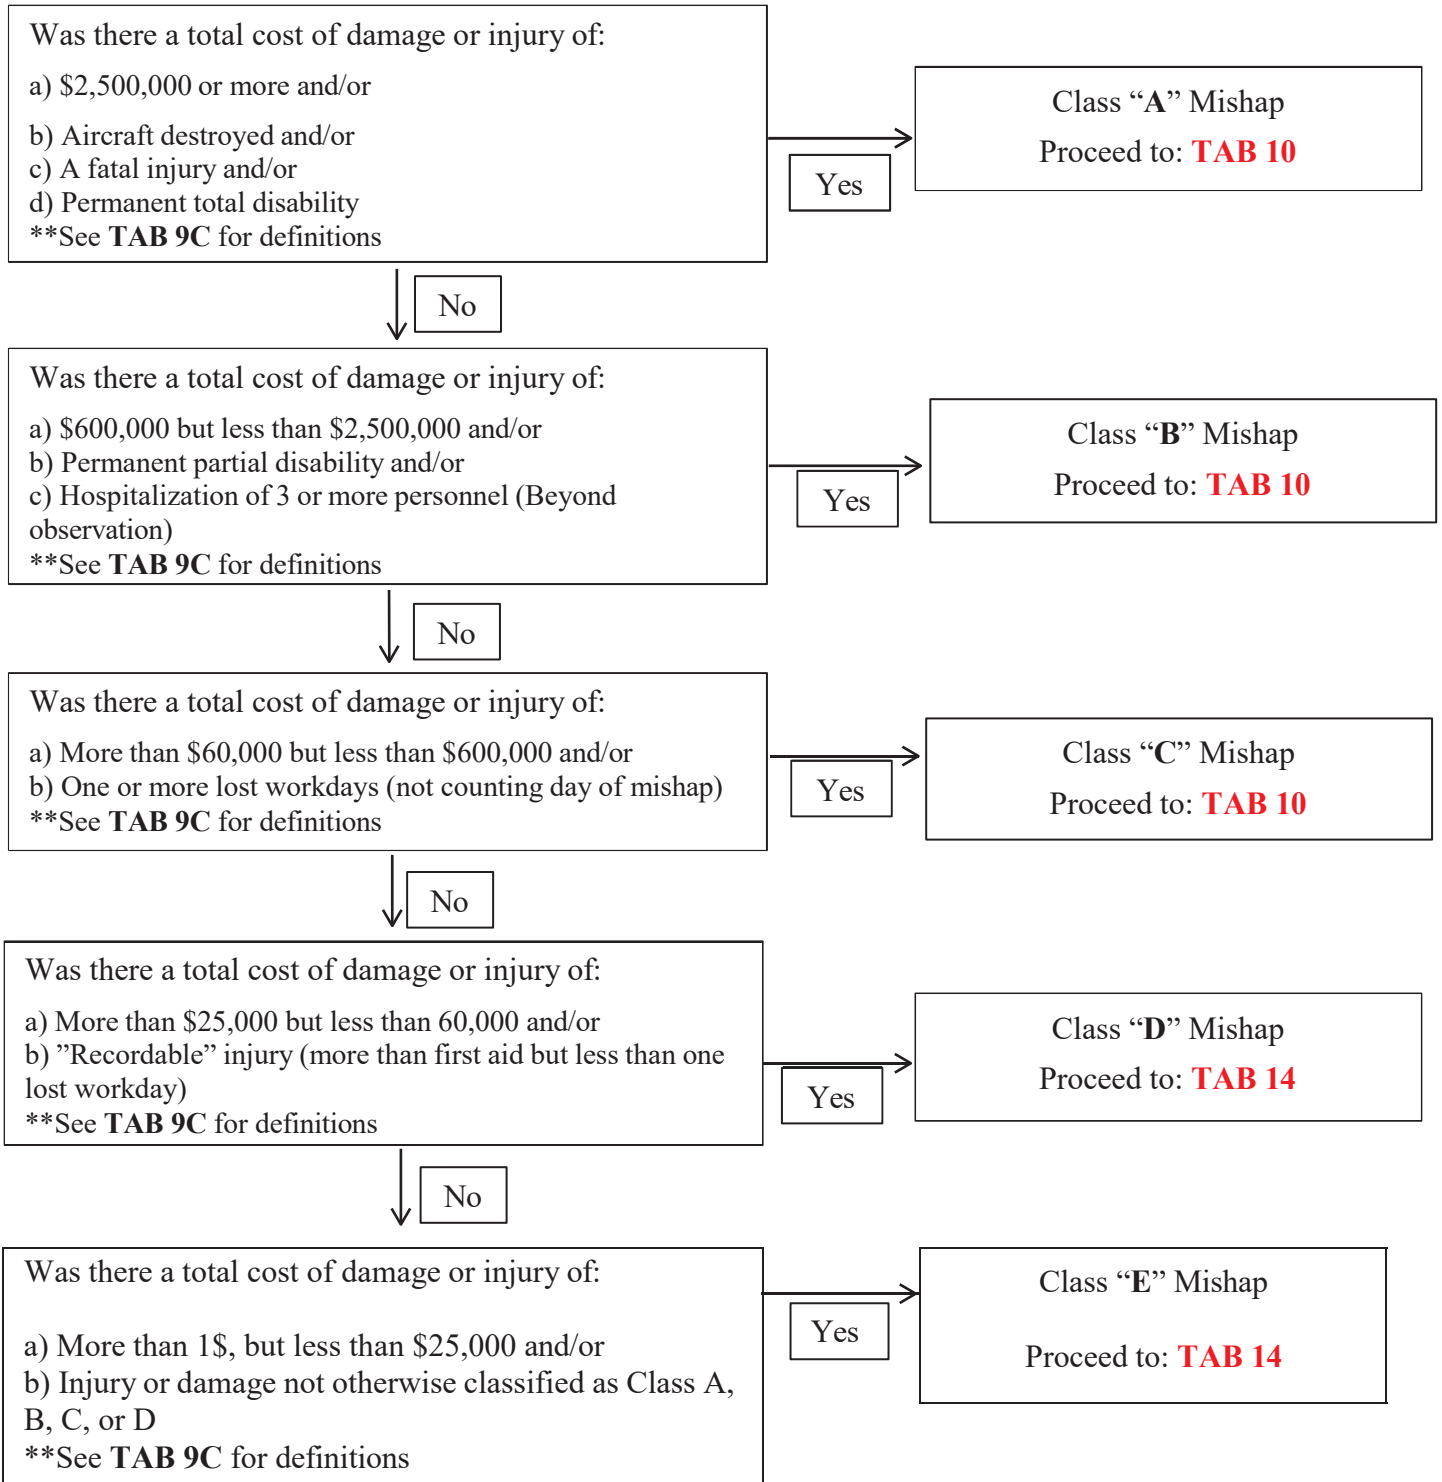 Was there a total cost of damage or injury of:
a) $2,500,000 or more and/or
b) Aircraft destroyed and/or
c) A fatal injury and/or
d) Permanent total disability
**See TAB 9C for definitions
Yes
Class “A” Mishap
Proceed to: TAB 10
No
Was there a total cost of damage or injury of:
a) $600,000 but less than $2,500,000 and/or
b) Permanent partial disability and/or
c) Hospitalization of 3 or more personnel (Beyond
observation)
**See TAB 9C for definitions
Yes
Class “B” Mishap
Proceed to: TAB 10
No
Was there a total cost of damage or injury of:
a) More than $60,000 but less than $600,000 and/or
b) One or more lost workdays (not counting day of mishap)
**See TAB 9C for definitions
Yes
Class “C” Mishap
Proceed to: TAB 10
No
Was there a total cost of damage or injury of:
a) More than $25,000 but less than 60,000 and/or
b) ”Recordable” injury (more than first aid but less than one
lost workday)
**See TAB 9C for definitions
Yes
Class “D” Mishap
Proceed to: TAB 14
No
Was there a total cost of damage or injury of:
a) More than 1$, but less than $25,000 and/or
b) Injury or damage not otherwise classified as Class A,
B, C, or D
**See TAB 9C for definitions
Yes
Class “E” Mishap
Proceed to: TAB 14